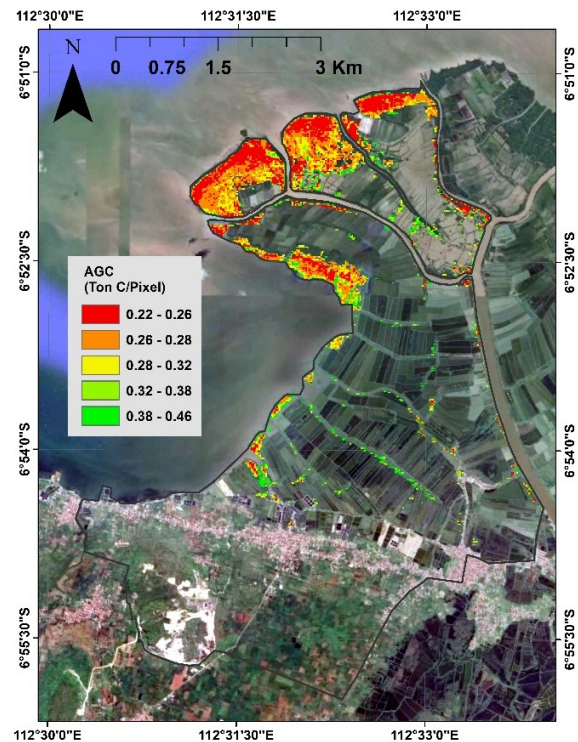 112°30'0"E 112°31'30"E 112°33'0"E
N
0 0.75 1.5 3 Km
6°51'0"S 6°51'0"S
6°52'30"S 6°52'30"S
AGC
(Ton C/Pixel)
0.22 - 0.26
0.26 - 0.28
0.28 - 0.32
0.32 - 0.38
0.38 - 0.46
6°54'0"S 6°54'0"S
6°55'30"S 6°55'30"S
112°30'0"E 112°31'30"E 112°33'0"E